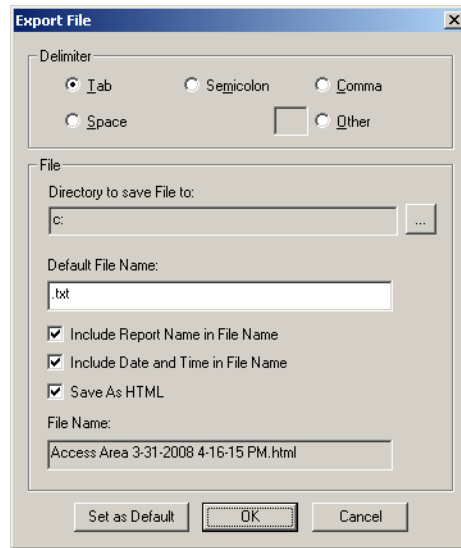 Export File
Delimiter
Tab Semicolon Comma
Space Other
File
Directory to save File to:
c:
...
Default File Name:
.txt
Include Report Name in File Name
Include Date and Time in File Name
Save As HTML
File Name:
Access Area 3-31-2008 4-16-15 PM.html
Set as Default OK Cancel